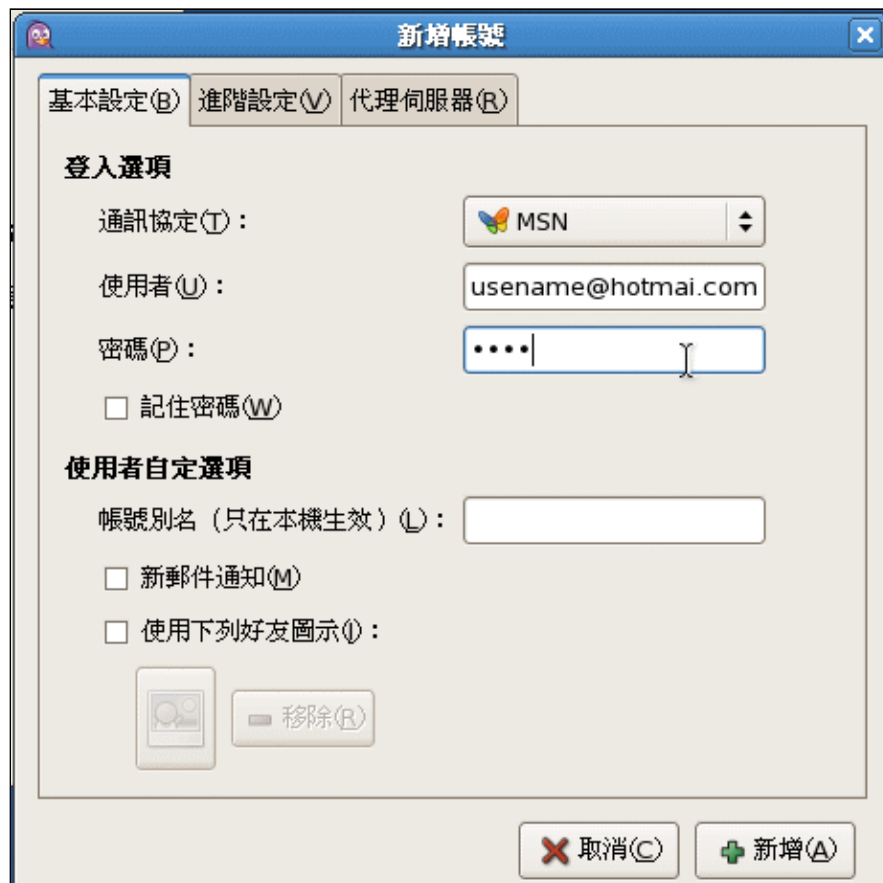 新增帳號
基本設定(B) 進階設定(V) 代理伺服器(R)
登入選項
通訊協定(T)： MSN
使用者(U)： usename@hotmai.com
密碼(P)： ••••
記住密碼(W)
使用者自定選項
帳號別名（只在本機生效）(L)：
新郵件通知(M)
使用下列好友圖示(I)：
移除(R)
取消(C) 新增(A)